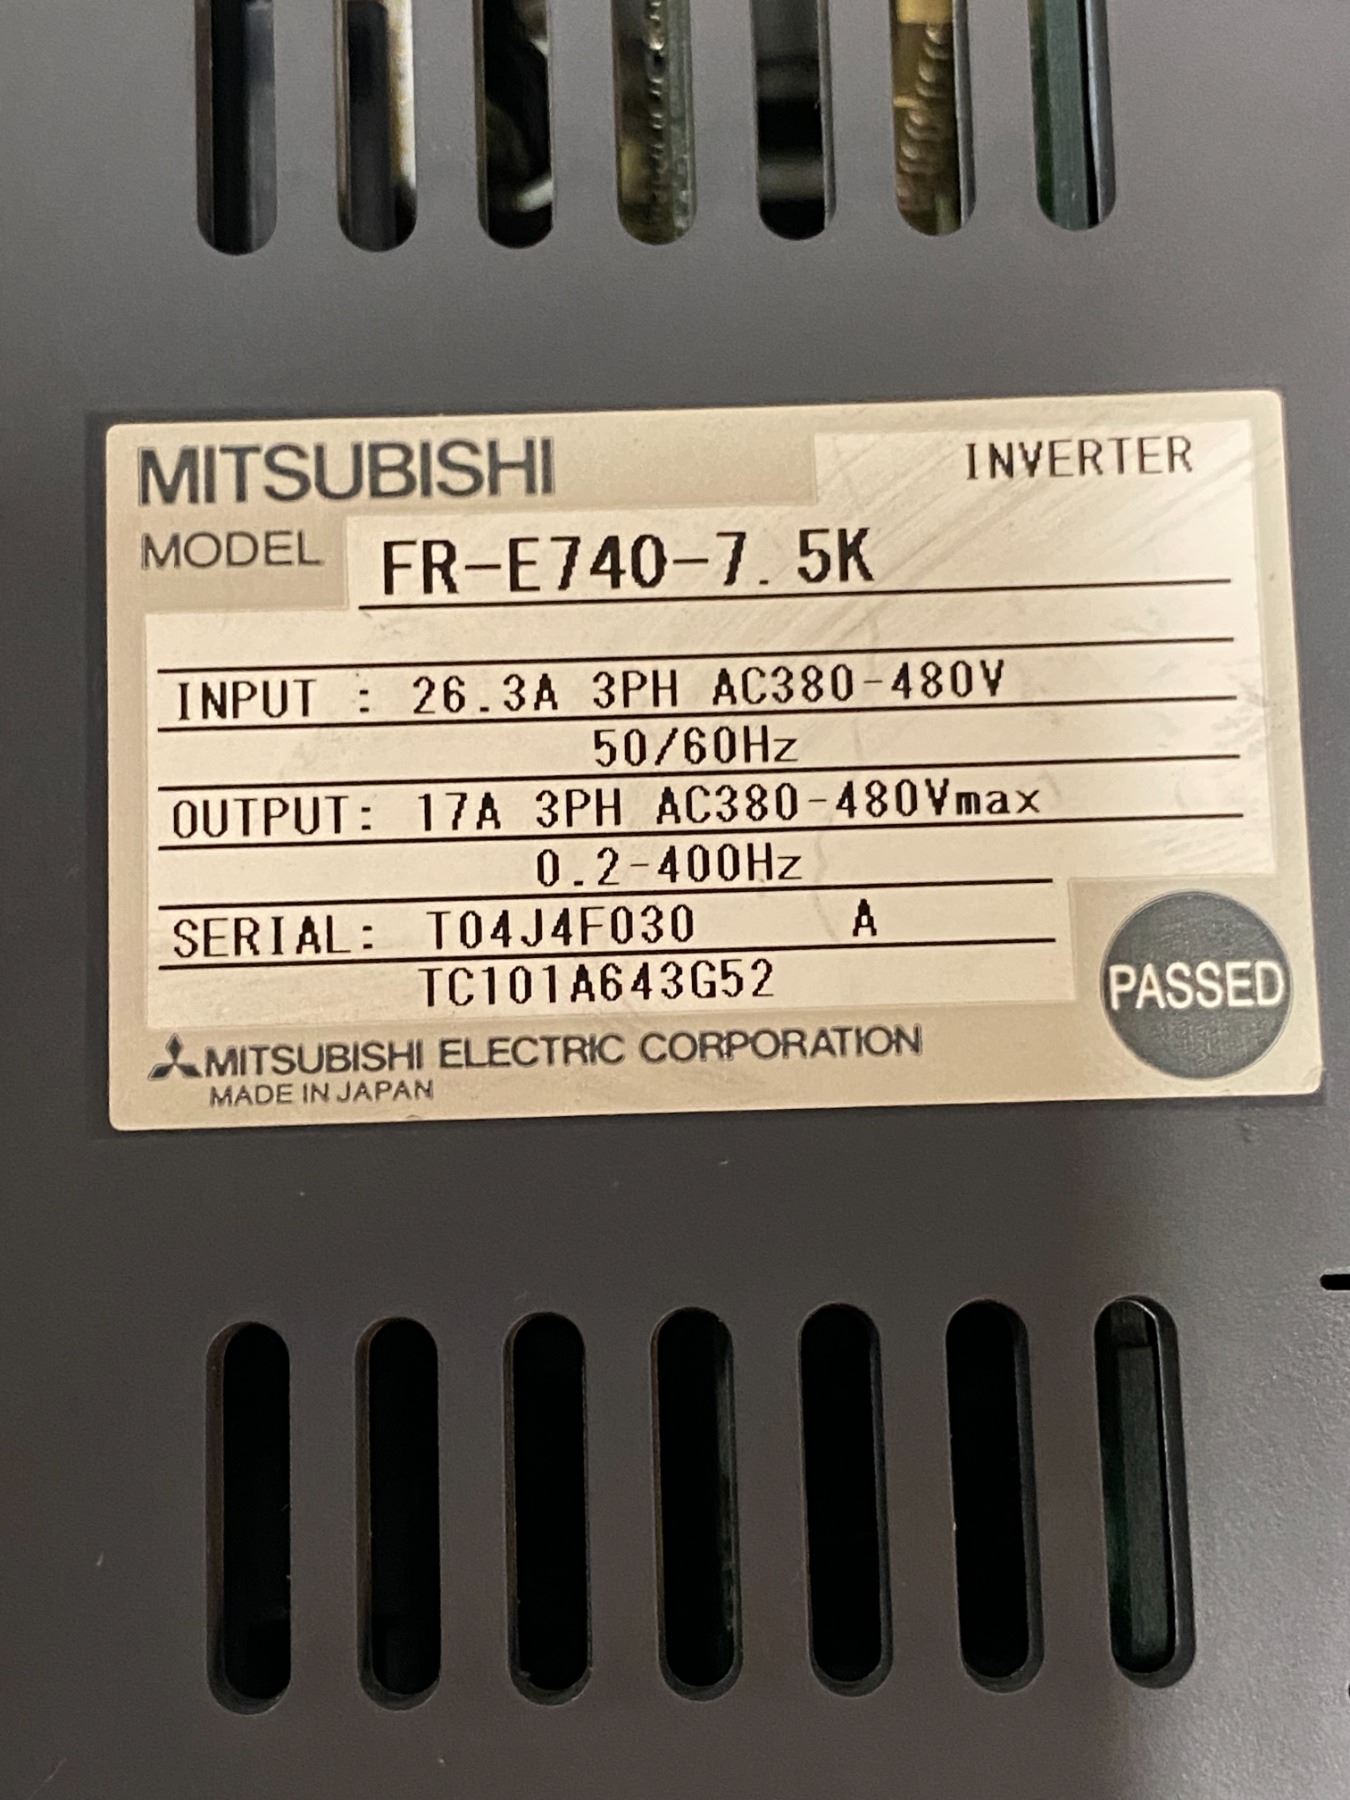 MITSUBISHI INVERTER
MODEL FR-E740-7.5K
INPUT : 26.3A 3PH AC380-480V
50/60Hz
OUTPUT: 17A 3PH AC380-480Vmax
0.2-400Hz
SERIAL: T04J4F030 A
TC101A643G52
PASSED
MITSUBISHI ELECTRIC CORPORATION
MADE IN JAPAN